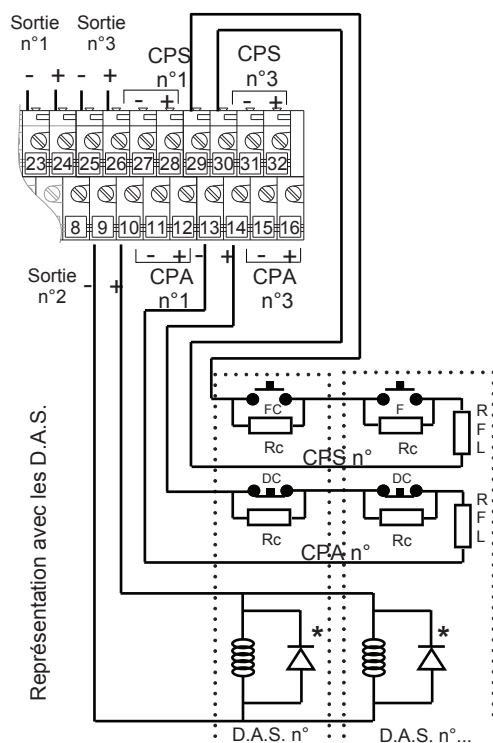 Sortie n°1
Sortie n°3
CPS n°1
CPS n°3
- + - + - + - +
23 24 25 26 27 28 29 30 31 32
8 9 10 11 12 13 14 15 16
Sortie n°2
- +
- + - + - +
CPA n°1
CPA n°3
FC F
Rc Rc
RFL
CPS n°
DC DC
Rc Rc
RFL
CPA n°
* *
D.A.S. n° D.A.S. n°...
Représentation avec les D.A.S.